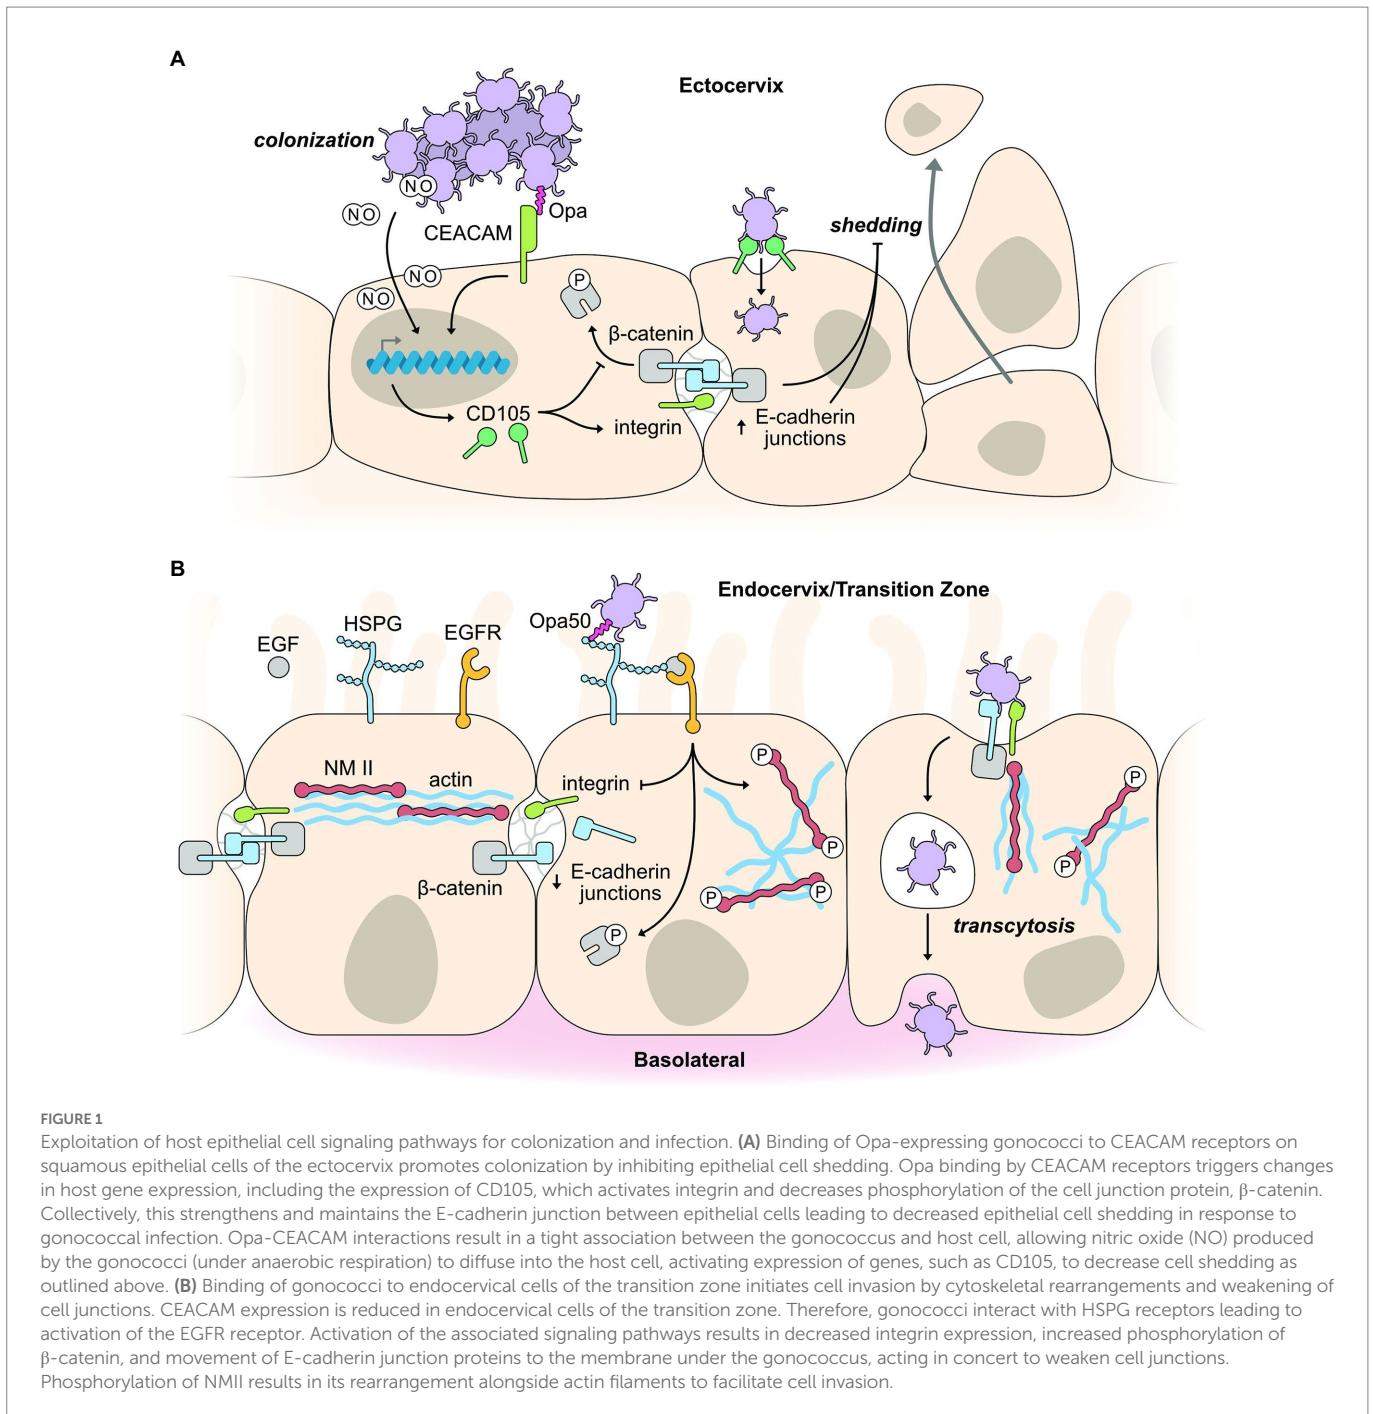 A
Ectocervix
colonization
NO
NO
Opa
CEACAM
shedding
NO
NO
P
β-catenin
CD105
integrin
↑ E-cadherin
junctions
B
Endocervix/Transition Zone
EGF
HSPG
EGFR
Opa50
NM II
actin
integrin
P
P
P
P
P
P
β-catenin
↓ E-cadherin
junctions
P
transcytosis
Basolateral
FIGURE 1
Exploitation of host epithelial cell signaling pathways for colonization and infection. (A) Binding of Opa-expressing gonococci to CEACAM receptors on
squamous epithelial cells of the ectocervix promotes colonization by inhibiting epithelial cell shedding. Opa binding by CEACAM receptors triggers changes
in host gene expression, including the expression of CD105, which activates integrin and decreases phosphorylation of the cell junction protein, β-catenin.
Collectively, this strengthens and maintains the E-cadherin junction between epithelial cells leading to decreased epithelial cell shedding in response to
gonococcal infection. Opa-CEACAM interactions result in a tight association between the gonococcus and host cell, allowing nitric oxide (NO) produced
by the gonococci (under anaerobic respiration) to diffuse into the host cell, activating expression of genes, such as CD105, to decrease cell shedding as
outlined above. (B) Binding of gonococci to endocervical cells of the transition zone initiates cell invasion by cytoskeletal rearrangements and weakening of
cell junctions. CEACAM expression is reduced in endocervical cells of the transition zone. Therefore, gonococci interact with HSPG receptors leading to
activation of the EGFR receptor. Activation of the associated signaling pathways results in decreased integrin expression, increased phosphorylation of
β-catenin, and movement of E-cadherin junction proteins to the membrane under the gonococcus, acting in concert to weaken cell junctions.
Phosphorylation of NMII results in its rearrangement alongside actin filaments to facilitate cell invasion.